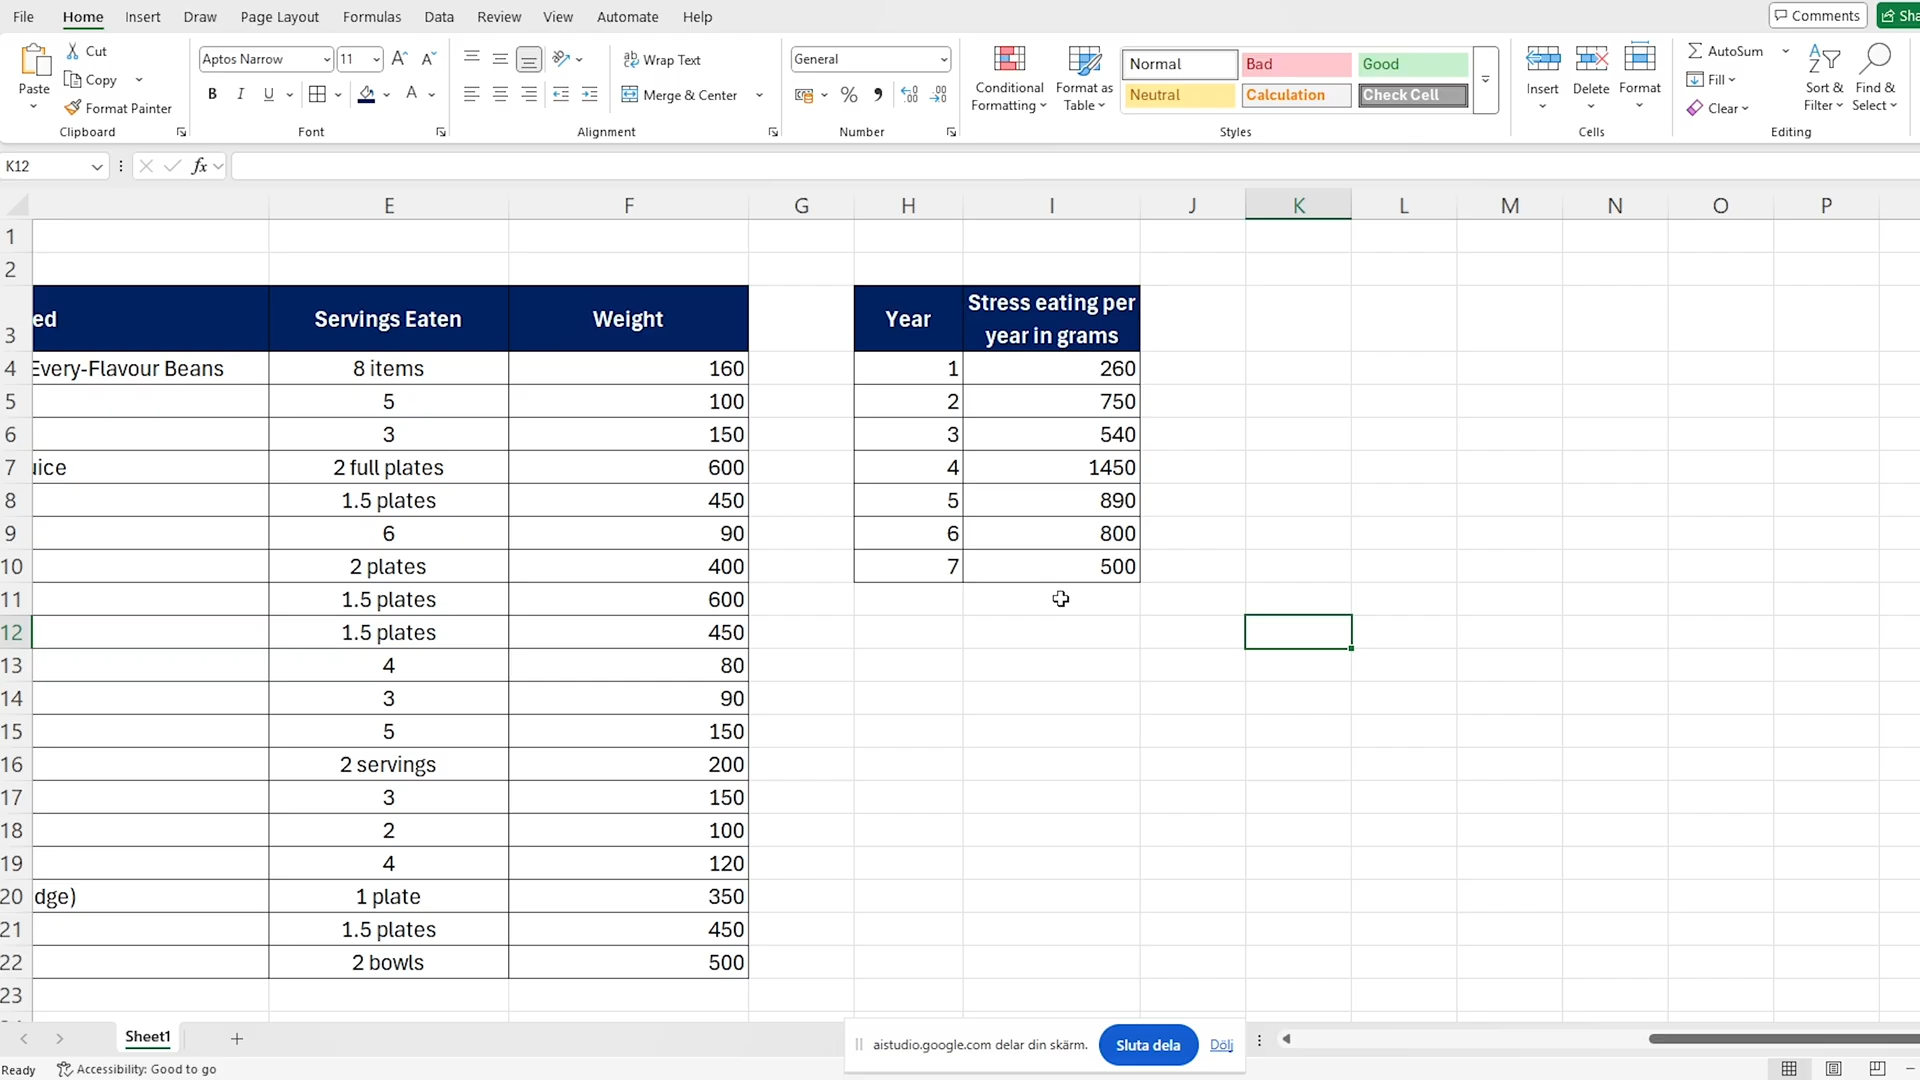 File Home Insert Draw Page Layout Formulas Data Review View Automate Help Comments Sha
Paste Cut Copy Format Painter Clipboard
Aptos Narrow 11 B I U A Font
Wrap Text Merge & Center Alignment
General % Number
Conditional Formatting Format as Table
Normal Bad Good
Neutral Calculation Check Cell
Styles
Insert Delete Format Cells
AutoSum Fill Clear Sort & Filter Find & Select Editing
K12 fx
E F G H I J K L M N O P
1
2
3 ed Servings Eaten Weight Year Stress eating per
year in grams
4 Every-Flavour Beans 8 items 160 1 260
5 5 100 2 750
6 3 150 3 540
7 uice 2 full plates 600 4 1450
8 1.5 plates 450 5 890
9 6 90 6 800
10 2 plates 400 7 500
11 1.5 plates 600
12 1.5 plates 450
13 4 80
14 3 90
15 5 150
16 2 servings 200
17 3 150
18 2 100
19 4 120
20 dge) 1 plate 350
21 1.5 plates 450
22 2 bowls 500
23
Sheet1
aistudio.google.com delar din skärm. Sluta dela Dölj
Ready Accessibility: Good to go